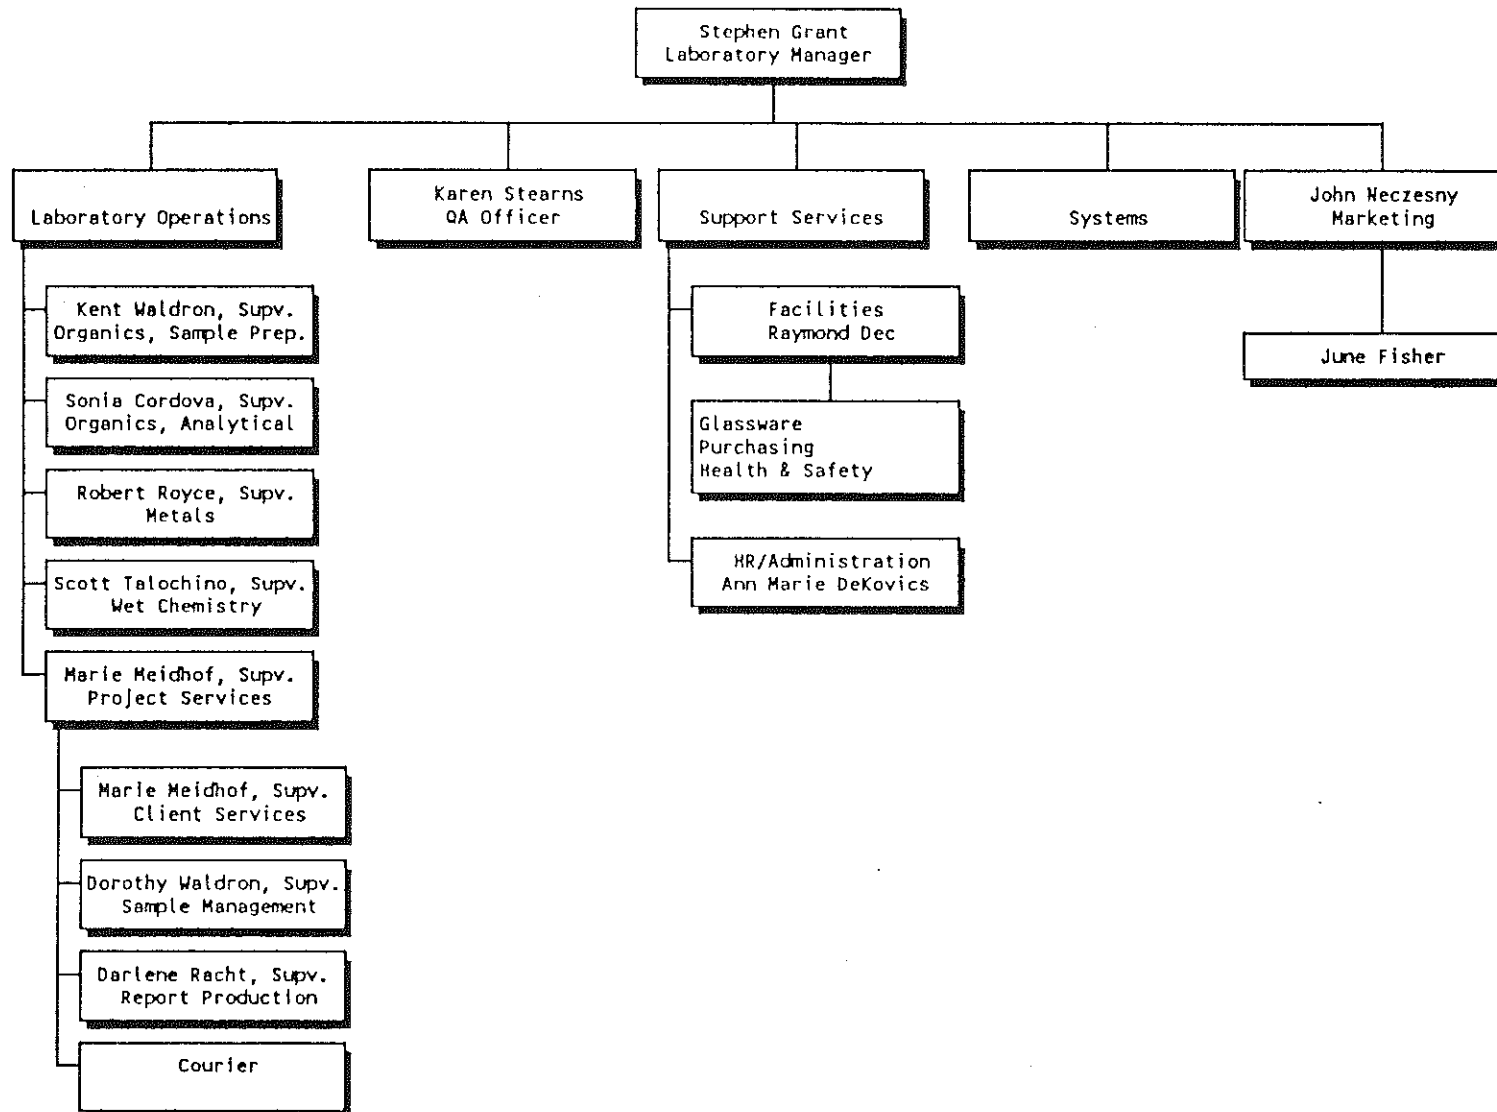 Stephen Grant
Laboratory Manager
Laboratory Operations
Karen Stearns
QA Officer
Support Services
Systems
John Weczesny
Marketing
Kent Waldron, Supv.
Organics, Sample Prep.
Sonia Cordova, Supv.
Organics, Analytical
Robert Royce, Supv.
Metals
Scott Talochino, Supv.
Wet Chemistry
Marie Meidhof, Supv.
Project Services
Marie Meidhof, Supv.
Client Services
Dorothy Waldron, Supv.
Sample Management
Darlene Racht, Supv.
Report Production
Courier
Facilities
Raymond Dec
Glassware
Purchasing
Health & Safety
HR/Administration
Ann Marie DeKovics
June Fisher